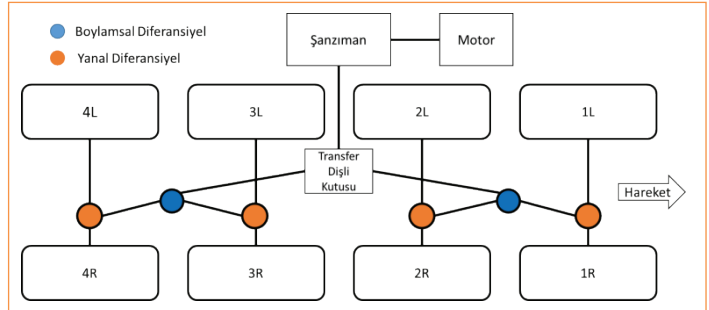 Boylamsal Diferansiyel
Yanal Diferansiyel
Şanzıman
Motor
4L
3L
2L
1L
Transfer
Dişli
Kutusu
Hareket
4R
3R
2R
1R